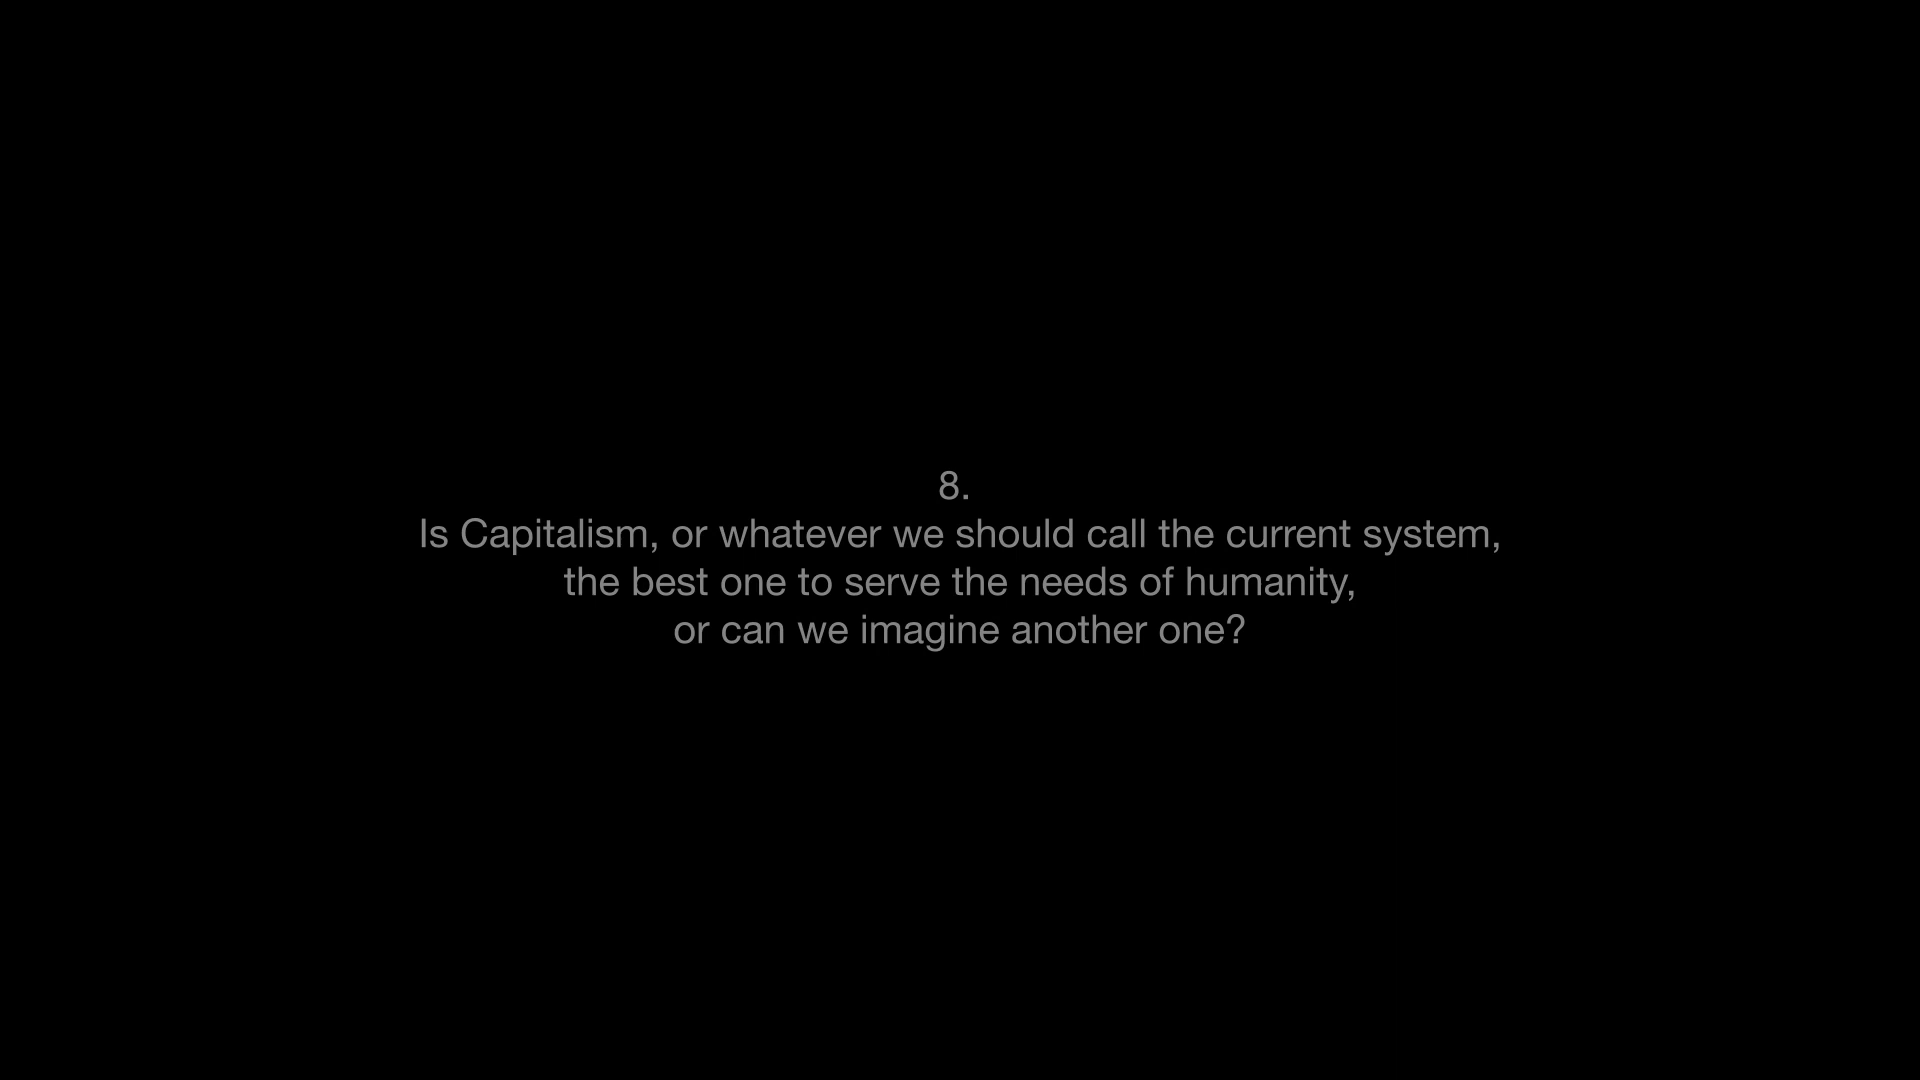 8.
Is Capitalism, or whatever we should call the current system,
the best one to serve the needs of humanity,
or can we imagine another one?